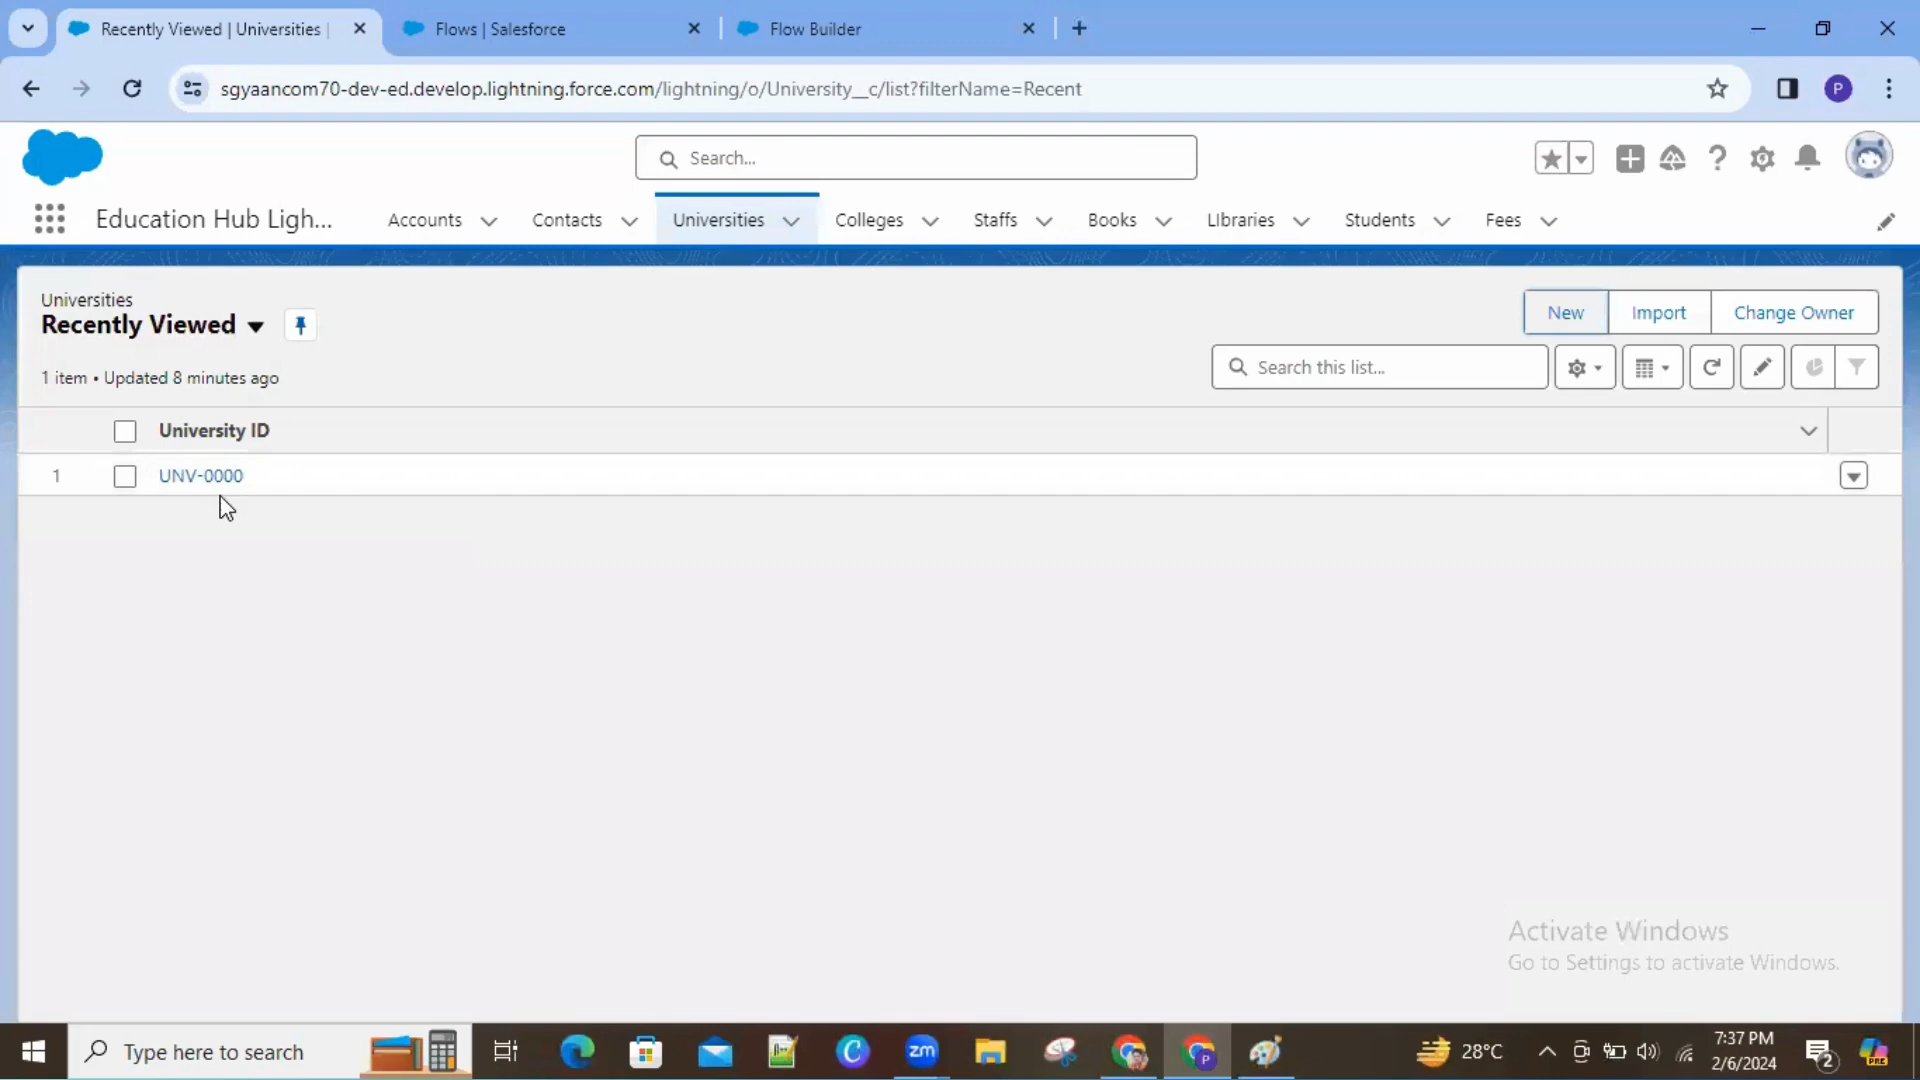 Recently Viewed | Universities |
Flows | Salesforce
Flow Builder
sgyaancom70-dev-ed.develop.lightning.force.com/lightning/o/University__c/list?filterName=Recent
P
Search...
Education Hub Ligh...
Accounts
Contacts
Universities
Colleges
Staffs
Books
LIbraries
Students
Fees
Universities
Recently Viewed
New
Import
Change Owner
1 item • Updated 8 minutes ago
Search this list...
University ID
1
UNV-0000
Activate Windows
Go to Settings to activate Windows.
Type here to search
C
zm
P
28°C
7:37 PM
2/6/2024
2
PRE